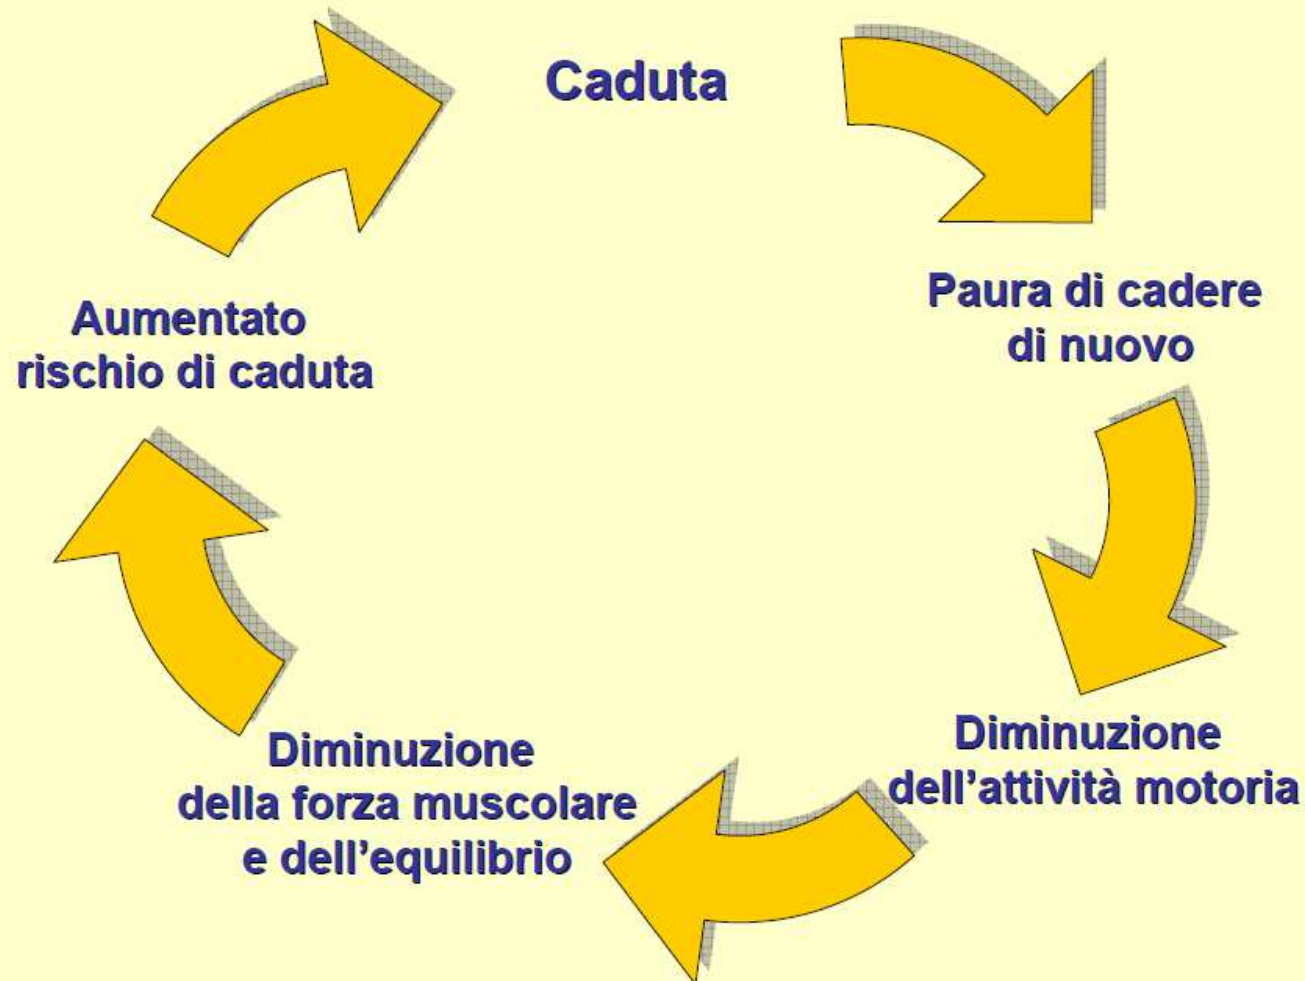 Caduta
Paura di cadere
di nuovo
Diminuzione
dell’attività motoria
Diminuzione
della forza muscolare
e dell’equilibrio
Aumentato
rischio di caduta